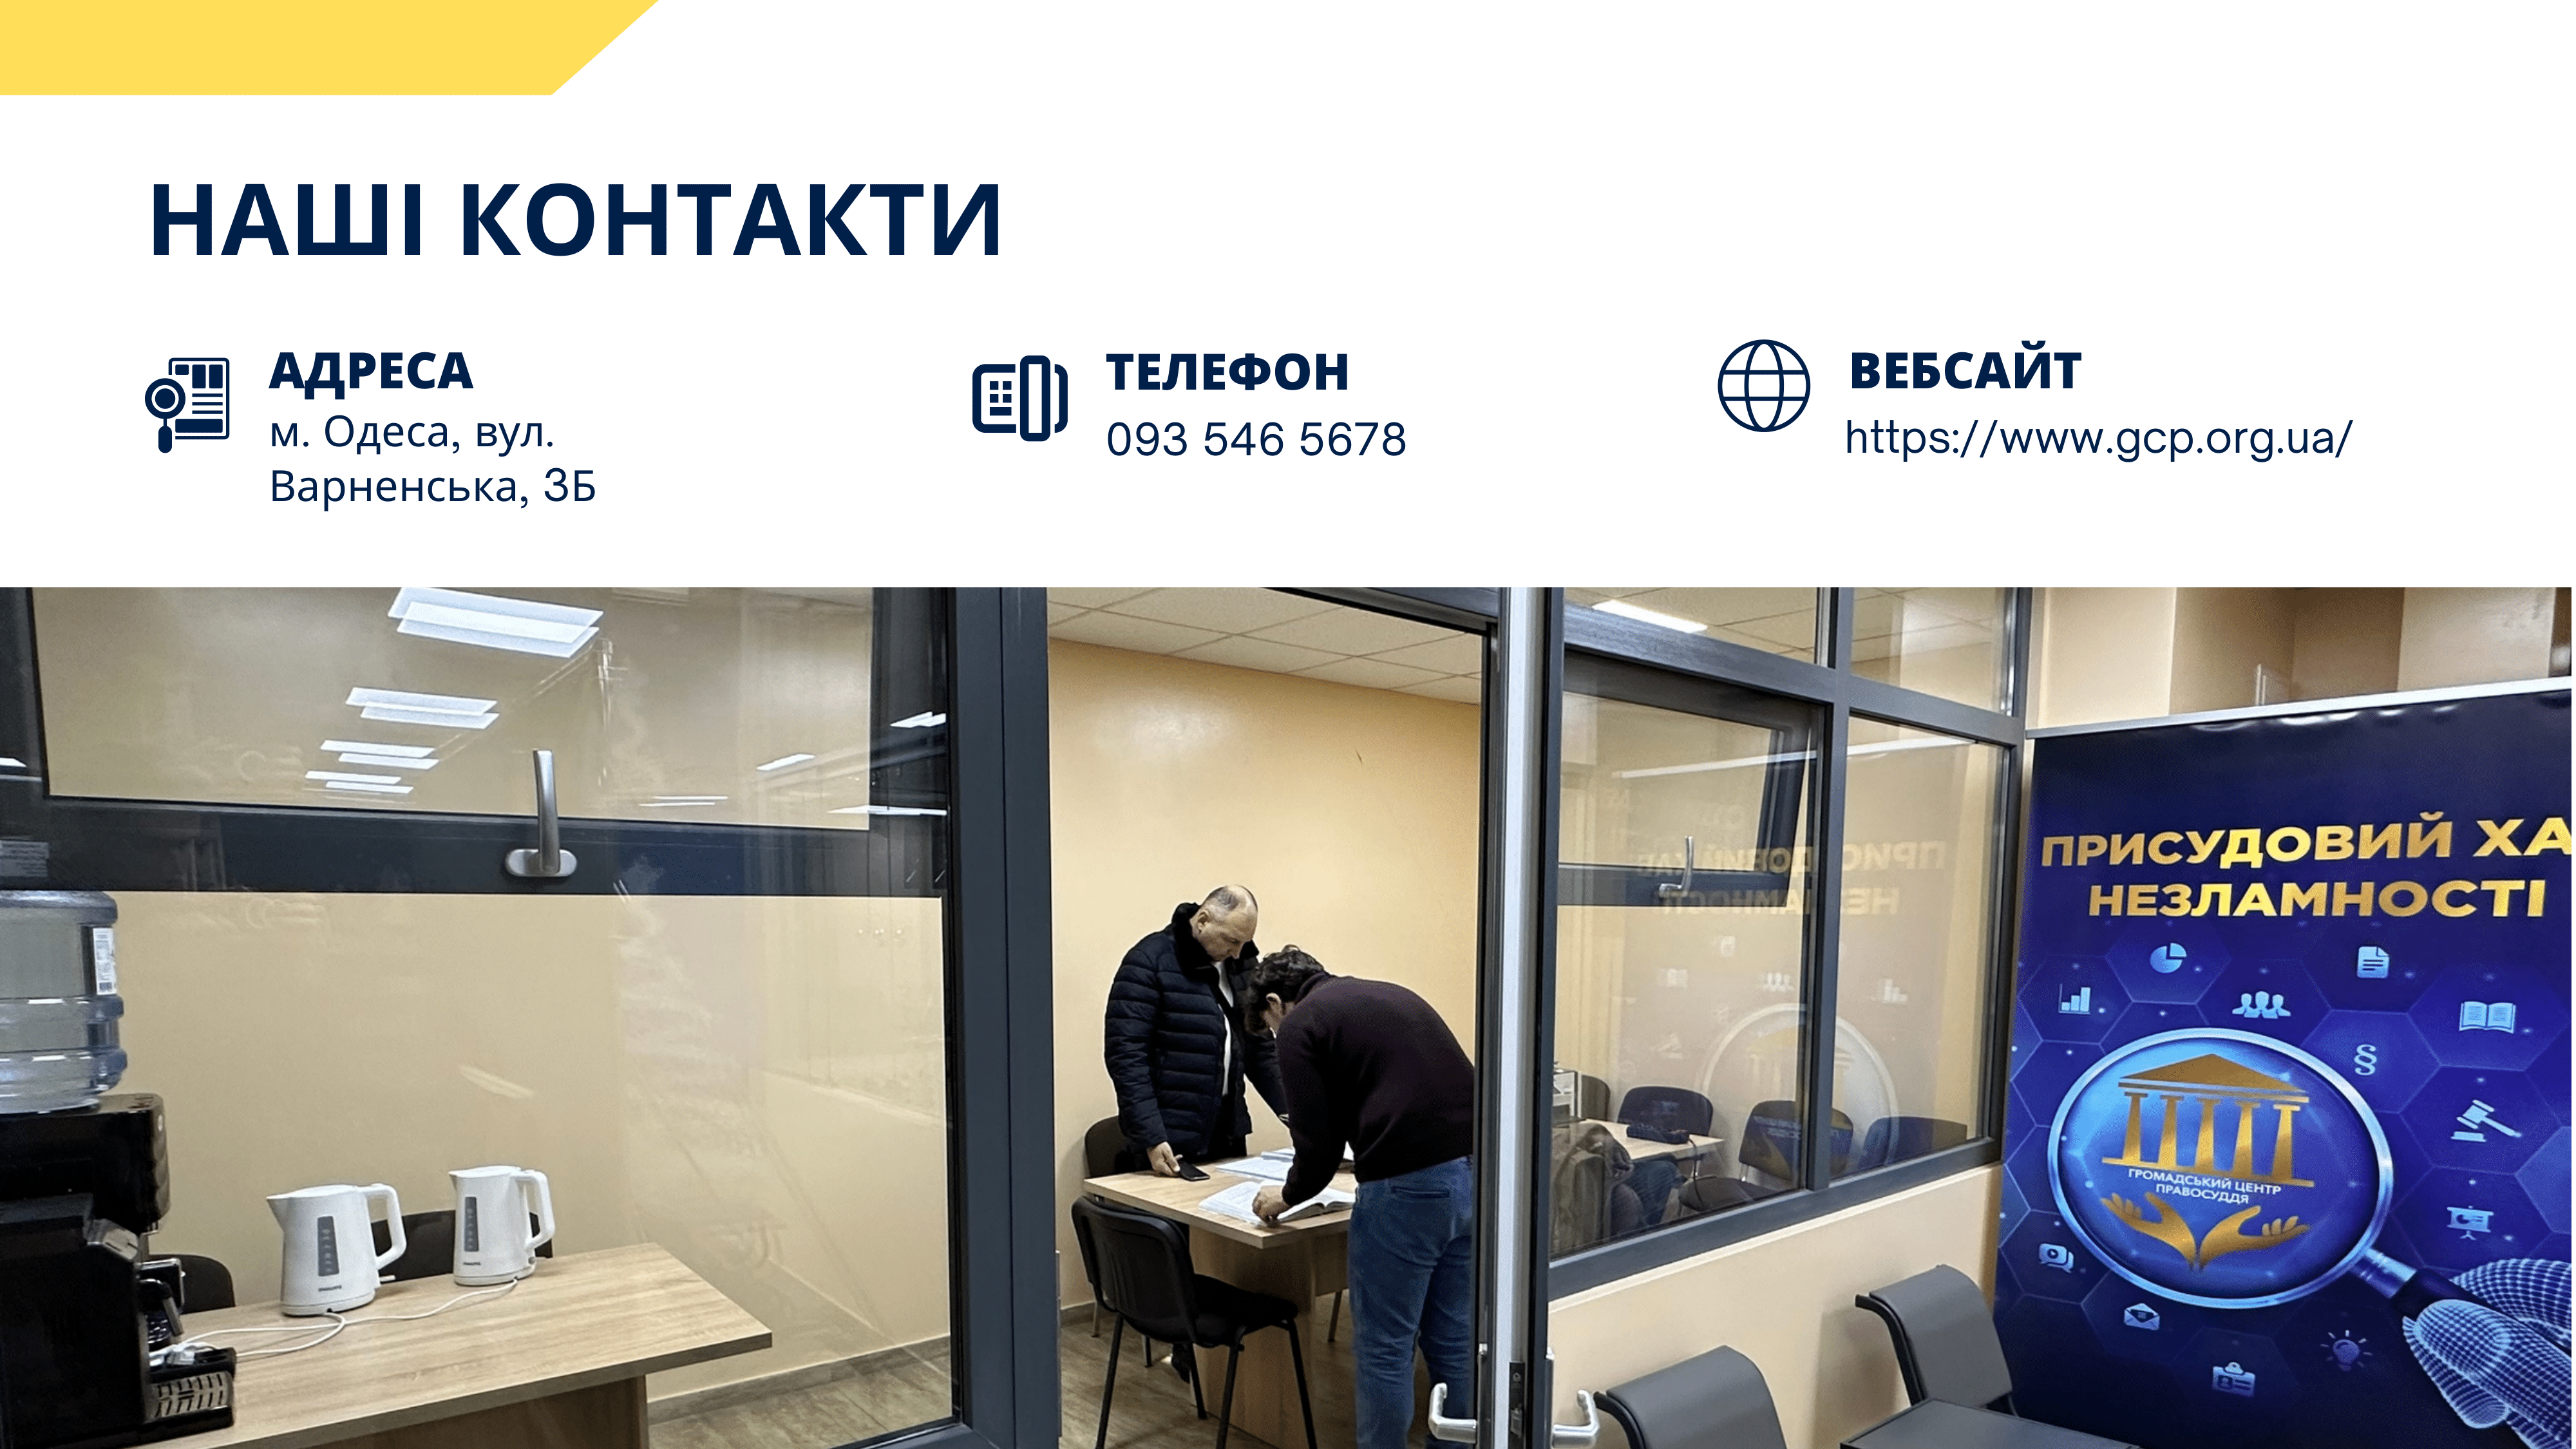 НАШІ КОНТАКТИ
АДРЕСА
м. Одеса, вул.
Варненська, 3Б
ТЕЛЕФОН
093 546 5678
ВЕБСАЙТ
https://www.gcp.org.ua/
ПРИСУДОВИЙ ХА
НЕЗЛАМНОСТІ
§
ГРОМАДСЬКИЙ ЦЕНТР
ПРАВОСУДДЯ